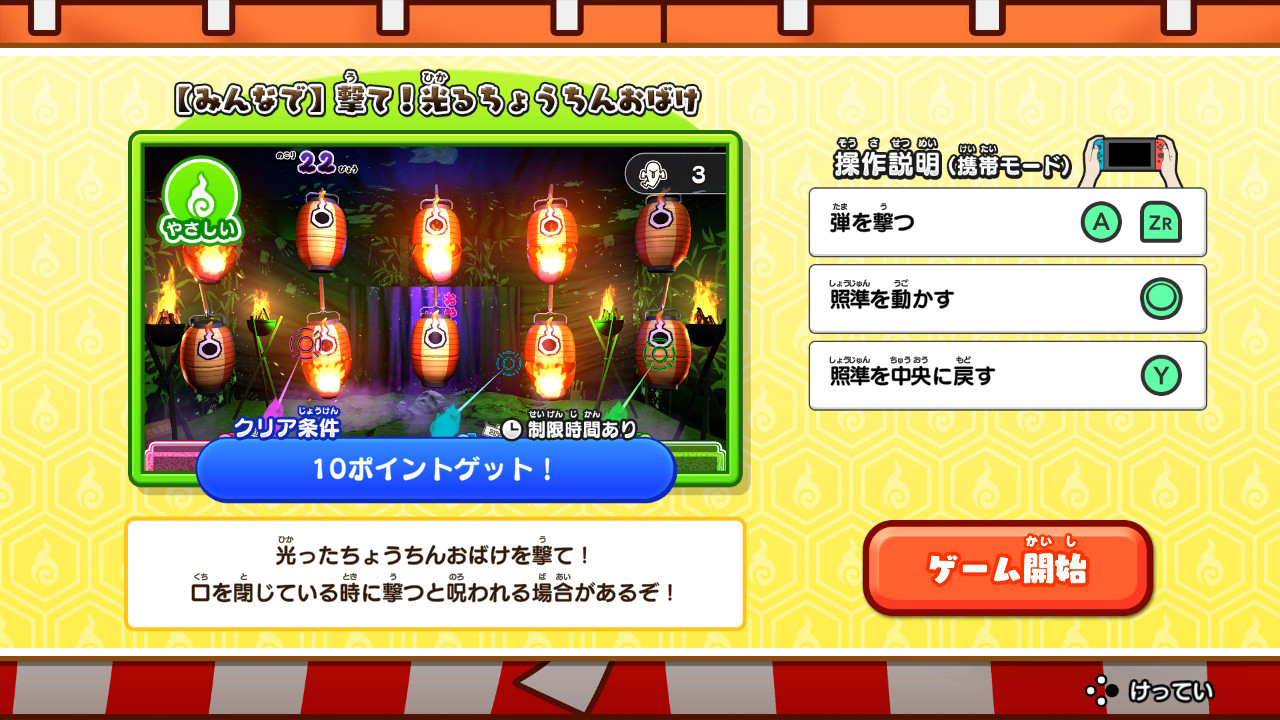 【みんなで】撃て！光るちょうちんおばけ
のこり22びょう
3
やさしい
クリア条件
制限時間あり
10ポイントゲット！
光ったちょうちんおばけを撃て！
口を閉じている時に撃つと呪われる場合があるぞ！
操作説明（携帯モード）
弾を撃つ
A
ZR
照準を動かす
照準を中央に戻す
Y
ゲーム開始
けってい